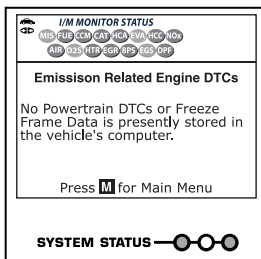 I/M MONITOR STATUS
MIS FUE CCM CAT HCA EVA HCC NOx
AIR O2S HTR EGR BPS EGS DPF
Emissison Related Engine DTCs
No Powertrain DTCs or Freeze
Frame Data is presently stored in
the vehicle's computer.
Press M for Main Menu
SYSTEM STATUS